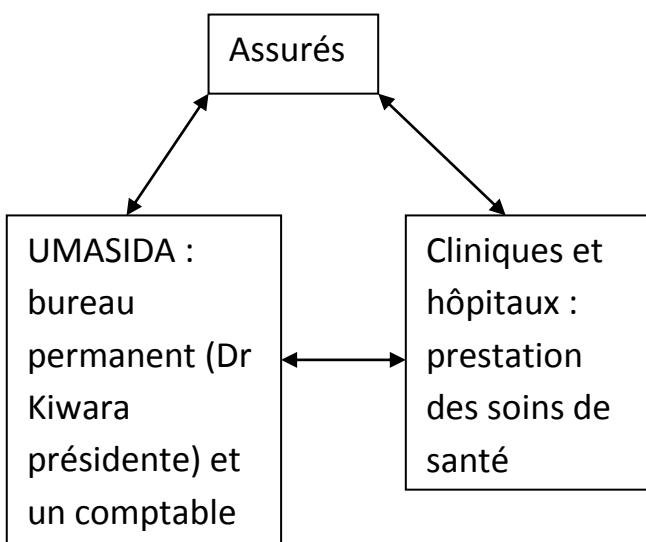 Assurés
UMASIDA :
bureau
permanent (Dr
Kiwara
présidente) et
un comptable
Cliniques et
hôpitaux :
prestation
des soins de
santé